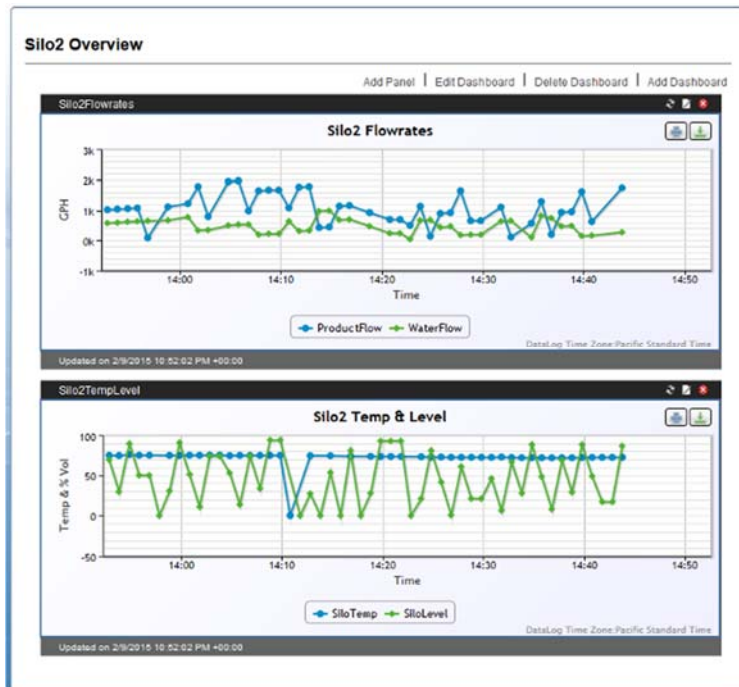 Silo2 Overview
Add Panel | Edit Dashboard | Delete Dashboard | Add Dashboard
Silo2Flowrates
Silo2 Flowrates
3k
2k
1k
0k
-1k
GPH
14:00 14:10 14:20 14:30 14:40 14:50
Time
ProductFlow WaterFlow
DataLog Time Zone:Pacific Standard Time
Updated on 2/9/2015 10:52:02 PM +00:00
Silo2TempLevel
Silo2 Temp & Level
100
50
0
-50
Temp & % Vol
14:00 14:10 14:20 14:30 14:40 14:50
Time
SiloTemp SiloLevel
DataLog Time Zone:Pacific Standard Time
Updated on 2/9/2015 10:52:02 PM +00:00